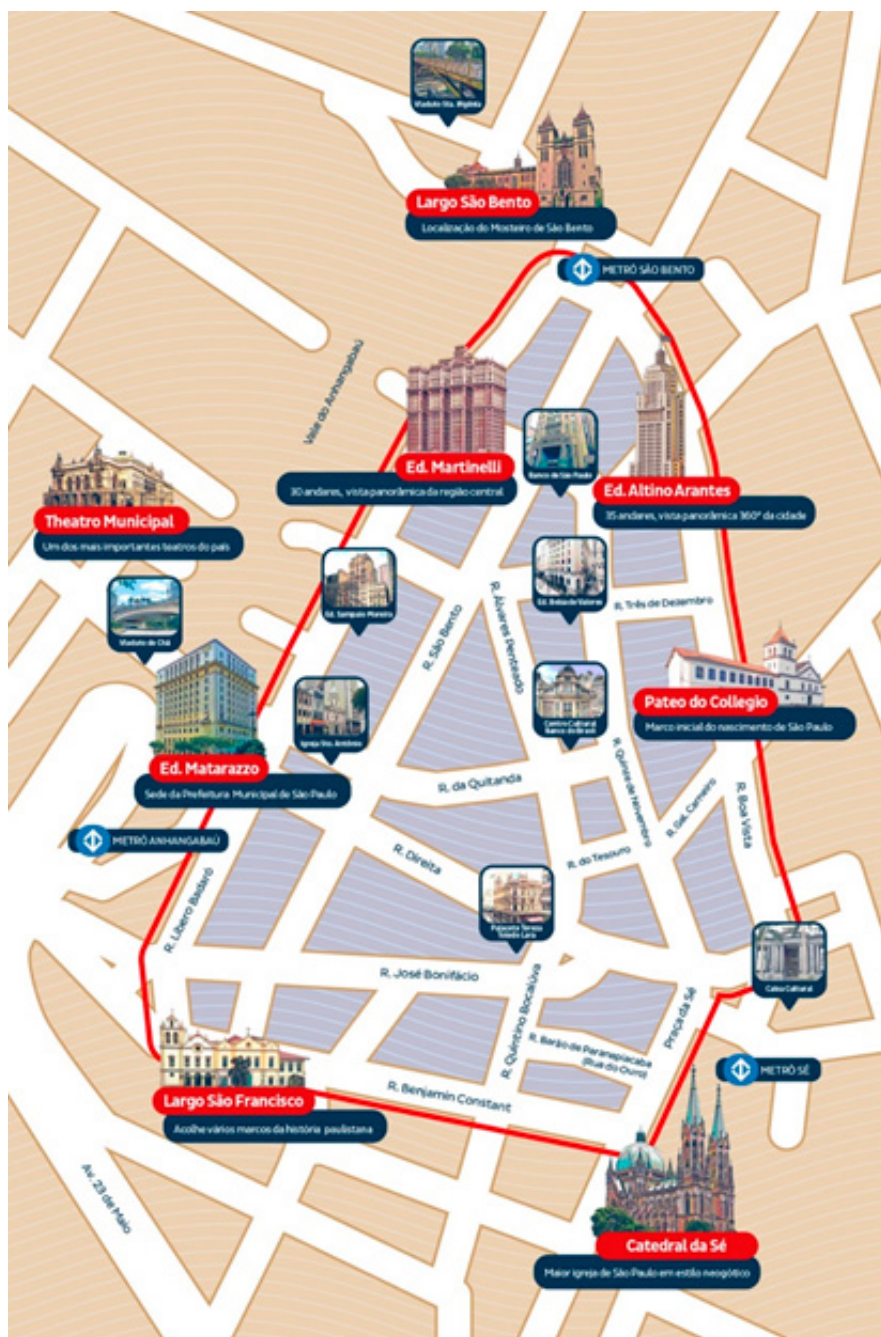 Viaduto Sta. Ifigênia
Largo São Bento
Localização do Mosteiro de São Bento
METRÔ SÃO BENTO
Vale do Anhangabaú
Ed. Martinelli
30 andares, vista panorâmica da região central
Banco de São Paulo
Ed. Altino Arantes
35 andares, vista panorâmica 360º da cidade
Theatro Municipal
Um dos mais importantes teatros do país
Ed. Sampaio Moreira
R. São Bento
R. Álvares Penteado
Ed. Bolsa de Valores
R. Três de Dezembro
Viaduto do Chá
Ed. Matarazzo
Sede da Prefeitura Municipal de São Paulo
Igreja Sto. Antônio
Centro Cultural
Banco do Brasil
Pateo do Collegio
Marco inicial do nascimento de São Paulo
R. da Quitanda
R. Quinze de Novembro
R. Gal. Carneiro
R. Boa Vista
METRÔ ANHANGABAÚ
R. Direita
R. do Tesouro
R. Líbero Badaró
Palacete Tereza
Toledo Lara
R. José Bonifácio
R. Quintino Bocaiúva
Caixa Cultural
Praça da Sé
R. Barão de Paranapiacaba
(Rua do Ouro)
METRÔ SÉ
Largo São Francisco
Acolhe vários marcos da história paulistana
R. Benjamin Constant
Av. 23 de Maio
Catedral da Sé
Maior igreja de São Paulo em estilo neogótico